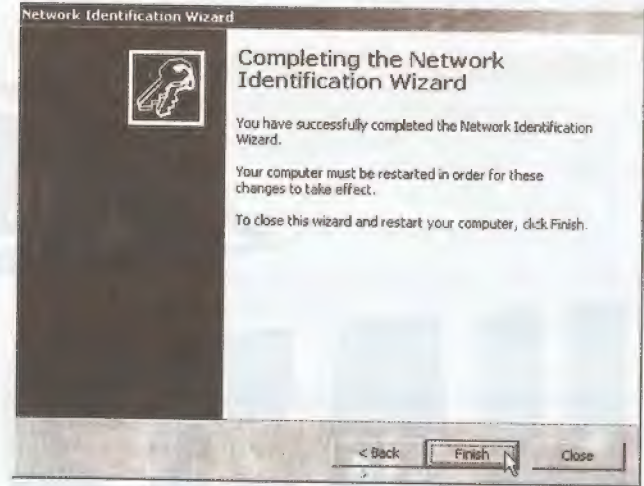 Network Identification Wizard
Completing the Network
Identification Wizard
You have successfully completed the Network Identification
Wizard.
Your computer must be restarted in order for these
changes to take effect.
To close this wizard and restart your computer, click Finish.
< Back Finish Close